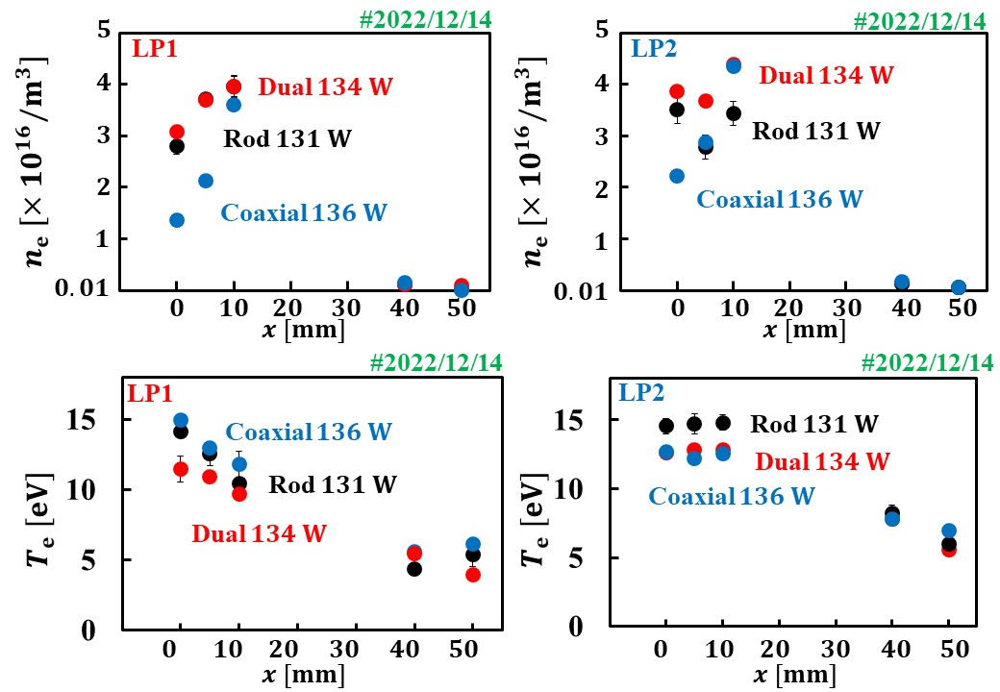 #2022/12/14
LP1
5
4
3
2
1
0.01
nₑ [× 10¹⁶/m³]
Dual 134 W
Rod 131 W
Coaxial 136 W
0 10 20 30 40 50
x [mm]
#2022/12/14
LP2
5
4
3
2
1
0.01
nₑ [× 10¹⁶/m³]
Dual 134 W
Rod 131 W
Coaxial 136 W
0 10 20 30 40 50
x [mm]
#2022/12/14
LP1
15
10
5
0
Tₑ [eV]
Coaxial 136 W
Rod 131 W
Dual 134 W
0 10 20 30 40 50
x [mm]
#2022/12/14
LP2
15
10
5
0
Tₑ [eV]
Rod 131 W
Dual 134 W
Coaxial 136 W
0 10 20 30 40 50
x [mm]